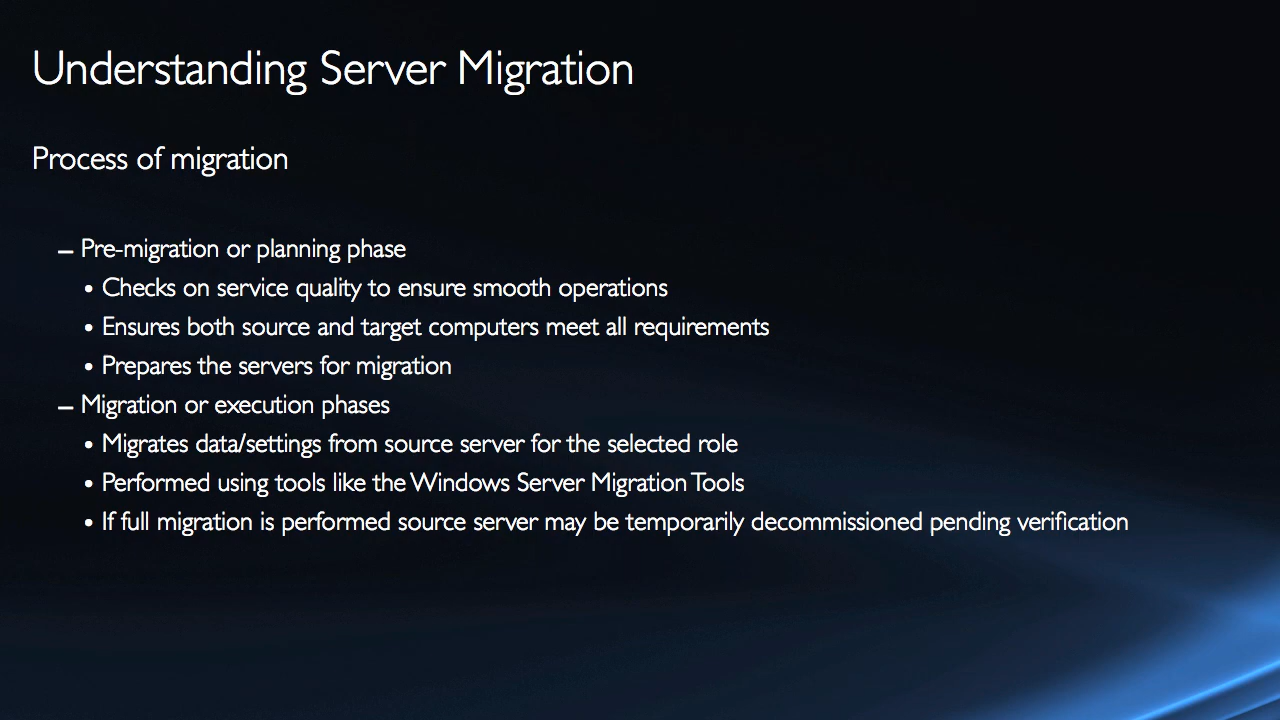 Understanding Server Migration
Process of migration
– Pre-migration or planning phase
• Checks on service quality to ensure smooth operations
• Ensures both source and target computers meet all requirements
• Prepares the servers for migration
– Migration or execution phases
• Migrates data/settings from source server for the selected role
• Performed using tools like the Windows Server Migration Tools
• If full migration is performed source server may be temporarily decommissioned pending verification